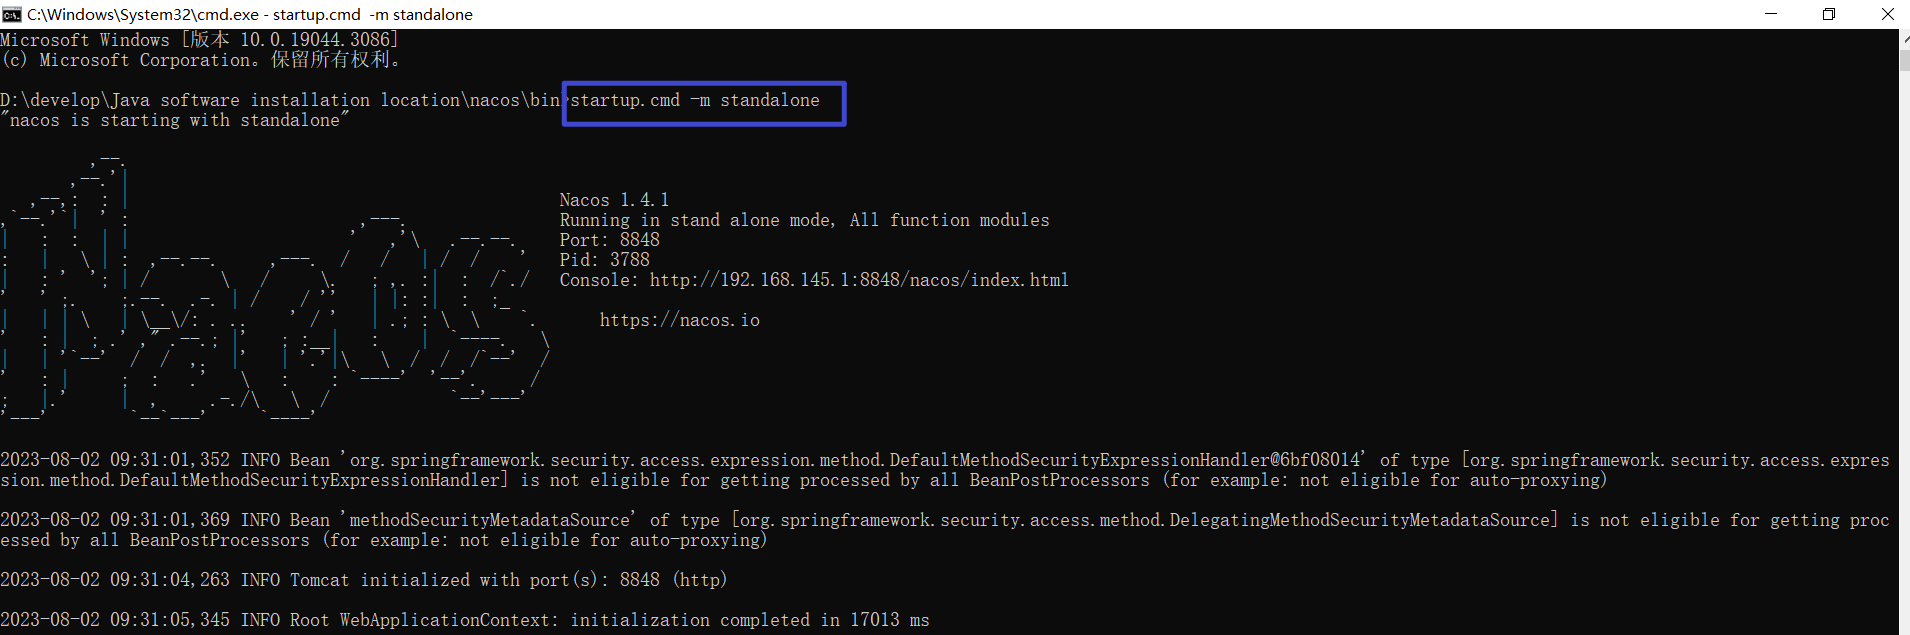 C:\Windows\System32\cmd.exe - startup.cmd  -m standalone
Microsoft Windows [版本 10.0.19044.3086]
(c) Microsoft Corporation。保留所有权利。
D:\develop\Java software installation location\nacos\bin>startup.cmd -m standalone
"nacos is starting with standalone"
Nacos 1.4.1
Running in stand alone mode, All function modules
Port: 8848
Pid: 3788
Console: http://192.168.145.1:8848/nacos/index.html
https://nacos.io
2023-08-02 09:31:01,352 INFO Bean 'org.springframework.security.access.expression.method.DefaultMethodSecurityExpressionHandler@6bf08014' of type [org.springframework.security.access.expres
sion.method.DefaultMethodSecurityExpressionHandler] is not eligible for getting processed by all BeanPostProcessors (for example: not eligible for auto-proxying)
2023-08-02 09:31:01,369 INFO Bean 'methodSecurityMetadataSource' of type [org.springframework.security.access.method.DelegatingMethodSecurityMetadataSource] is not eligible for getting proc
essed by all BeanPostProcessors (for example: not eligible for auto-proxying)
2023-08-02 09:31:04,263 INFO Tomcat initialized with port(s): 8848 (http)
2023-08-02 09:31:05,345 INFO Root WebApplicationContext: initialization completed in 17013 ms